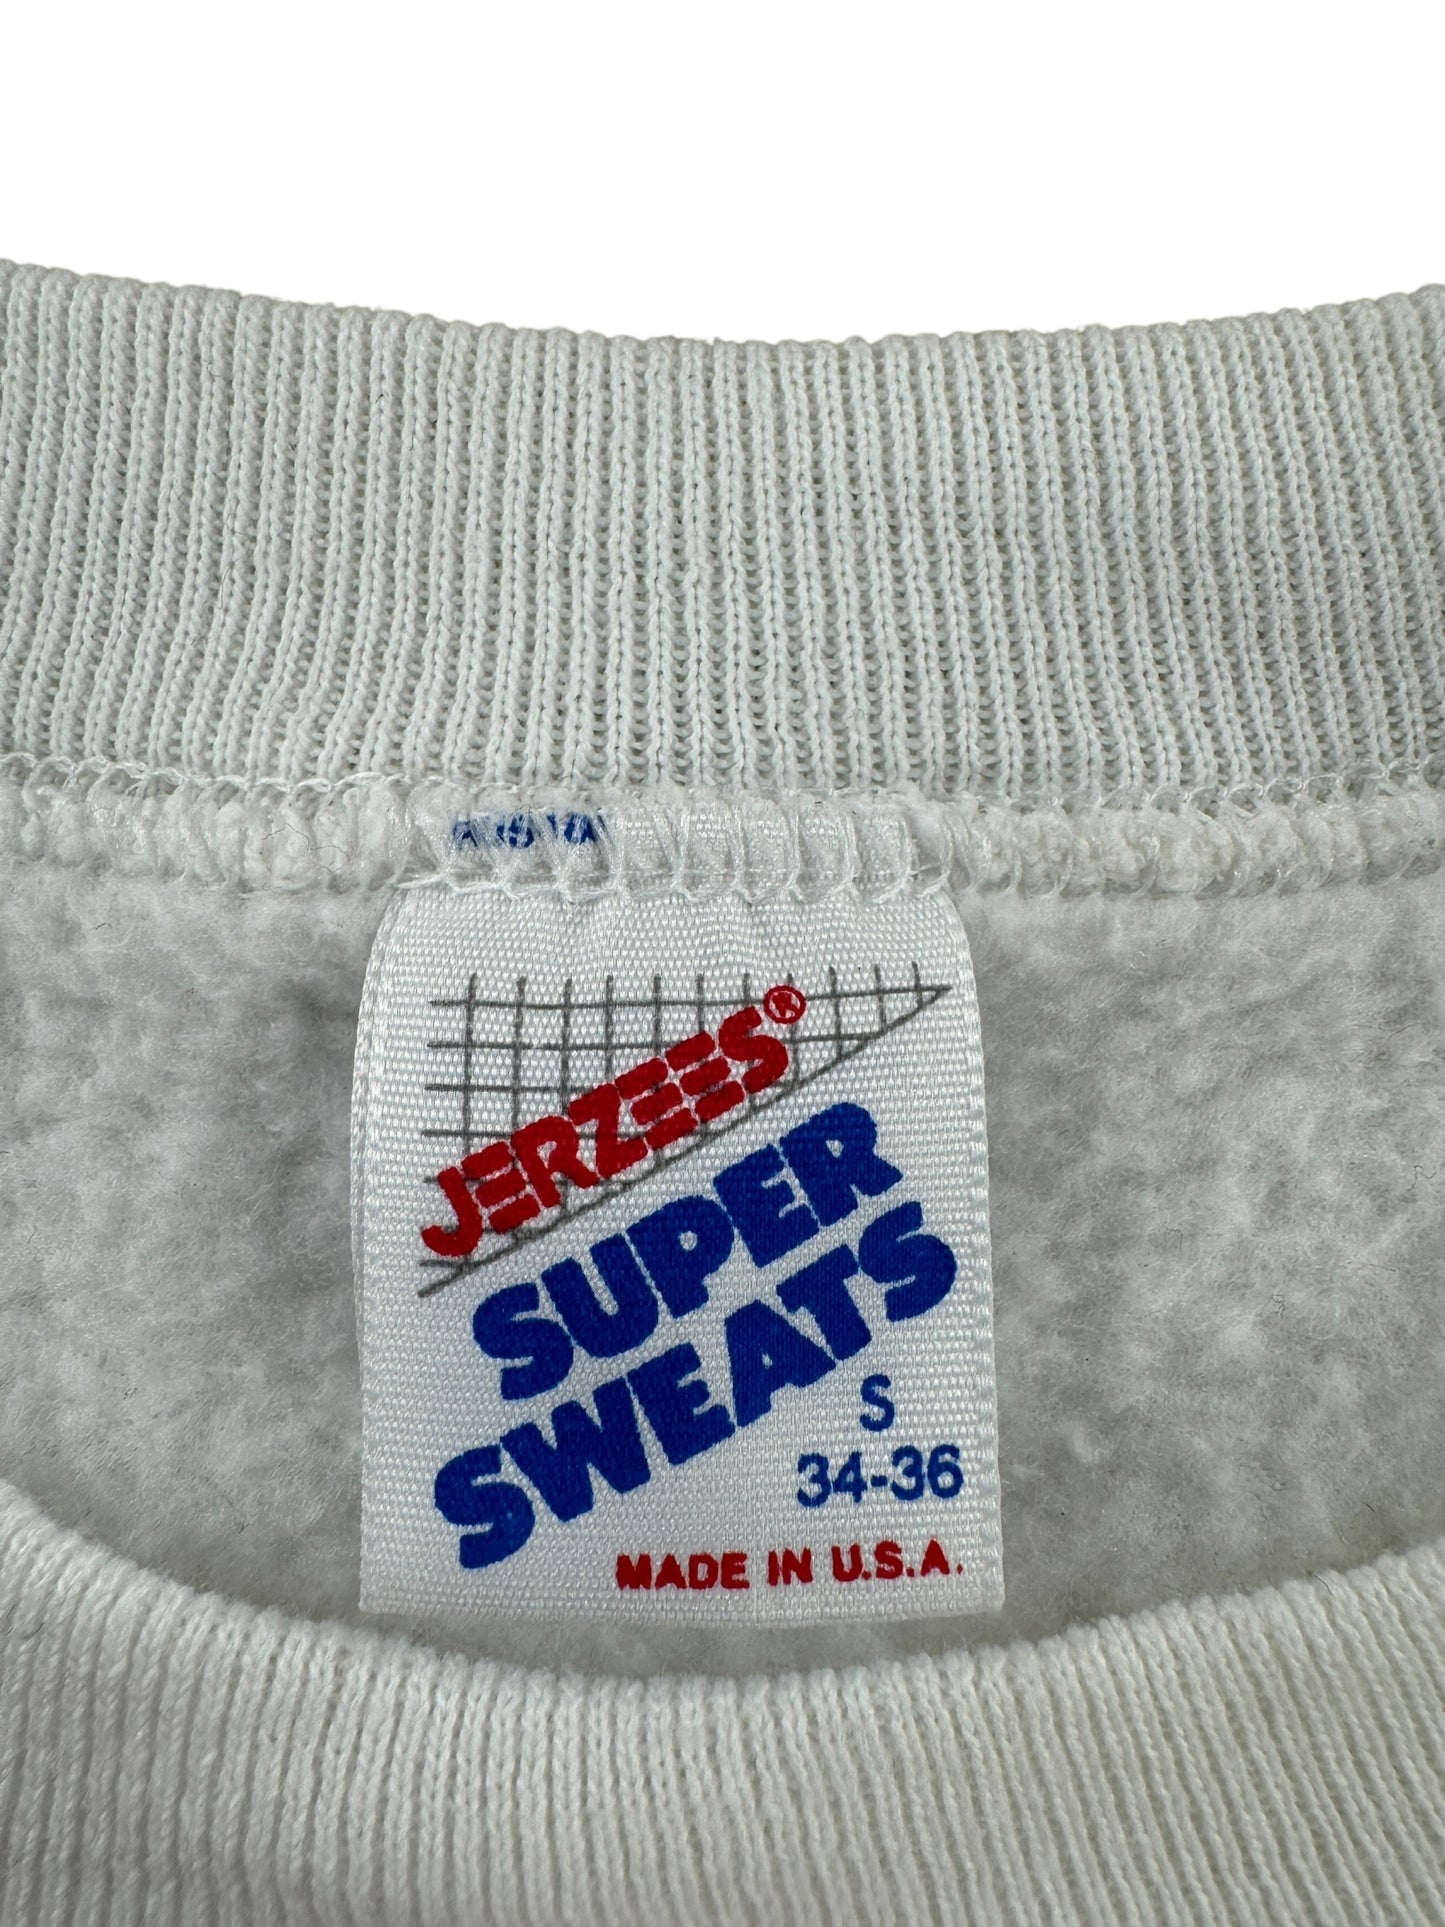 JERZEES®
SUPER
SWEATS
S
34-36
MADE IN U.S.A.